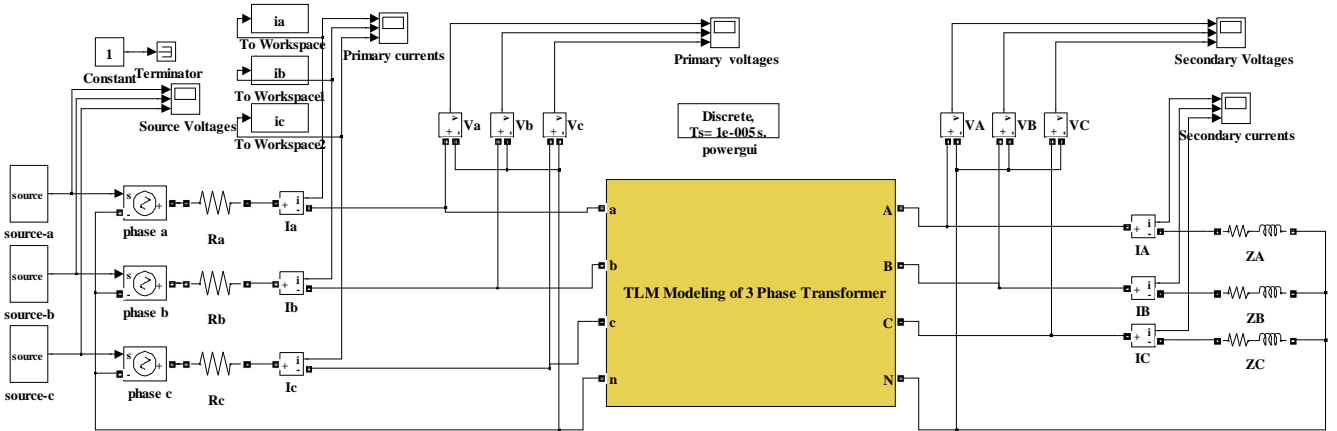 ia
To Workspace
Primary currents
1
Constant
Terminator
ib
To Workspace1
ic
To Workspace2
Source Voltages
Primary voltages
Secondary Voltages
Secondary currents
v
+ -
Va
v
+ -
Vb
v
+ -
Vc
Discrete,
Ts= 1e-005 s.
powergui
v
+ -
VA
v
+ -
VB
v
+ -
VC
source
source-a
s
- +
phase a
Ra
i
+ -
Ia
source
source-b
s
- +
phase b
Rb
i
+ -
Ib
source
source-c
s
- +
phase c
Rc
i
+ -
Ic
a
b
c
n
TLM Modeling of 3 Phase Transformer
A
B
C
N
i
+ -
IA
ZA
i
+ -
IB
ZB
i
+ -
IC
ZC